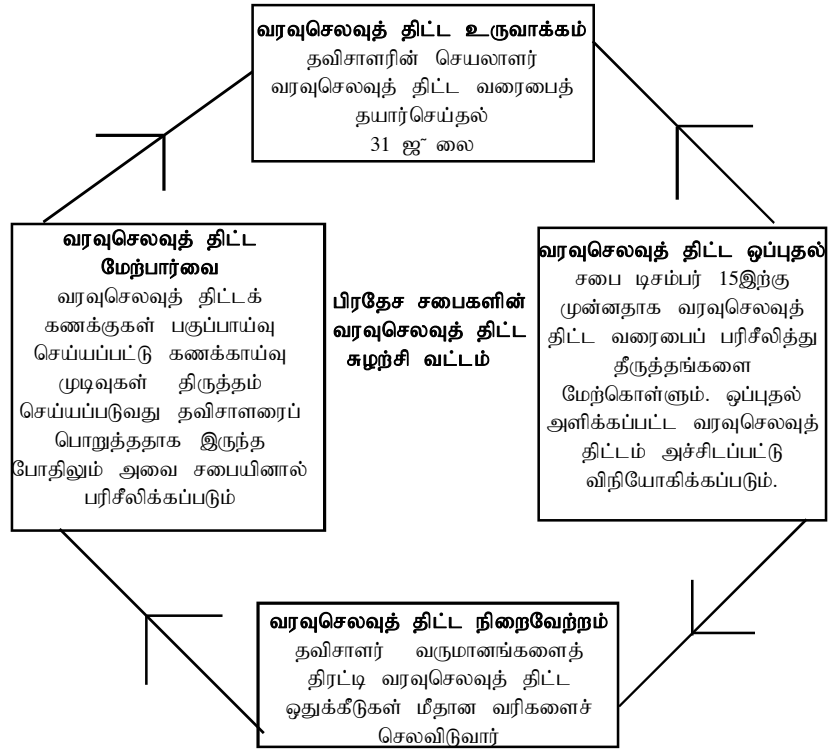 வரவுசெலவுத் திட்ட உருவாக்கம்
தவிசாளரின் செயலாளர்
வரவுசெலவுத் திட்ட வரைபைத்
தயார்செய்தல்
31 ஜ˜ லை
வரவுசெலவுத் திட்ட
மேற்பார்வை
வரவுசெலவுத் திட்டக்
கணக்குகள் பகுப்பாய்வு
செய்யப்பட்டு கணக்காய்வு
முடிவுகள் திருத்தம்
செய்யப்படுவது தவிசாளரைப்
பொறுத்ததாக இருந்த
போதிலும் அவை சபையினால்
பரிசீலிக்கப்படும்
பிரதேச சபைகளின்
வரவுசெலவுத் திட்ட
சுழற்சி வட்டம்
வரவுசெலவுத் திட்ட ஒப்புதல்
சபை டிசம்பர் 15இற்கு
முன்னதாக வரவுசெலவுத்
திட்ட வரைபைப் பரிசீலித்து
தீருத்தங்களை
மேற்கொள்ளும். ஒப்புதல்
அளிக்கப்பட்ட வரவுசெலவுத்
திட்டம் அச்சிடப்பட்டு
விநியோகிக்கப்படும்.
வரவுசெலவுத் திட்ட நிறைவேற்றம்
தவிசாளர் வருமானங்களைத்
திரட்டி வரவுசெலவுத் திட்ட
ஒதுக்கீடுகள் மீதான வரிகளைச்
செலவிடுவார்